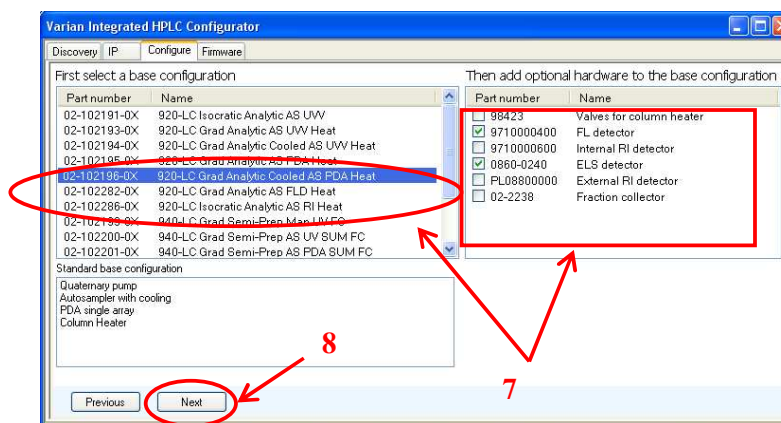 Varian Integrated HPLC Configurator
Discovery IP Configure Firmware
First select a base configuration
Part number Name
02-102191-0X 920-LC Isocratic Analytic AS UVV
02-102193-0X 920-LC Grad Analytic AS UVV Heat
02-102194-0X 920-LC Grad Analytic Cooled AS UVV Heat
02-102195-0X 920-LC Grad Analytic AS PDA Heat
02-102196-0X 920-LC Grad Analytic Cooled AS PDA Heat
02-102282-0X 920-LC Grad Analytic AS FLD Heat
02-102286-0X 920-LC Isocratic Analytic AS RI Heat
02-102199-0X 940-LC Grad Semi-Prep Man UV FC
02-102200-0X 940-LC Grad Semi-Prep AS UV SUM FC
02-102201-0X 940-LC Grad Semi-Prep AS PDA SUM FC
Then add optional hardware to the base configuration
Part number Name
98423 Valves for column heater
9710000400 FL detector
9710000600 Internal RI detector
0860-0240 ELS detector
PL08800000 External RI detector
02-2238 Fraction collector
Standard base configuration
Quaternary pump
Autosampler with cooling
PDA single array
Column Heater
8
7
Previous Next